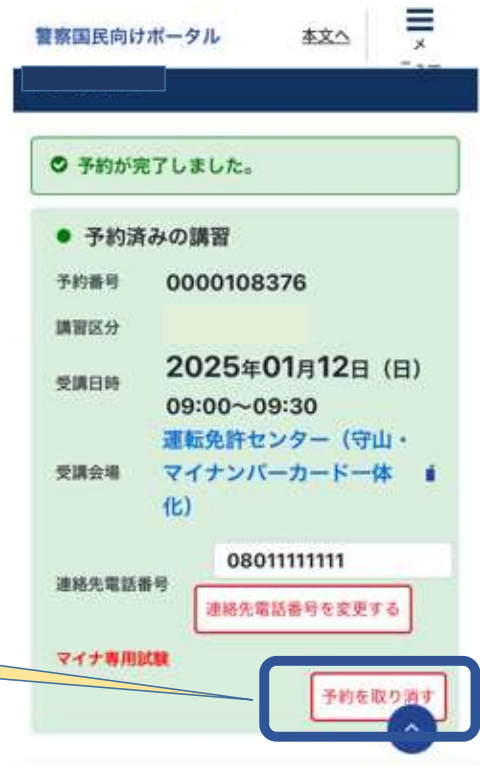 警察国民向けポータル
本文へ
メ
ニュー
予約が完了しました。
予約済みの講習
予約番号 0000108376
講習区分
受講日時 2025年01月12日（日）
09:00～09:30
受講会場 運転免許センター（守山・
マイナンバーカード一体
化）
連絡先電話番号 08011111111
連絡先電話番号を変更する
マイナ専用試験
予約を取り消す